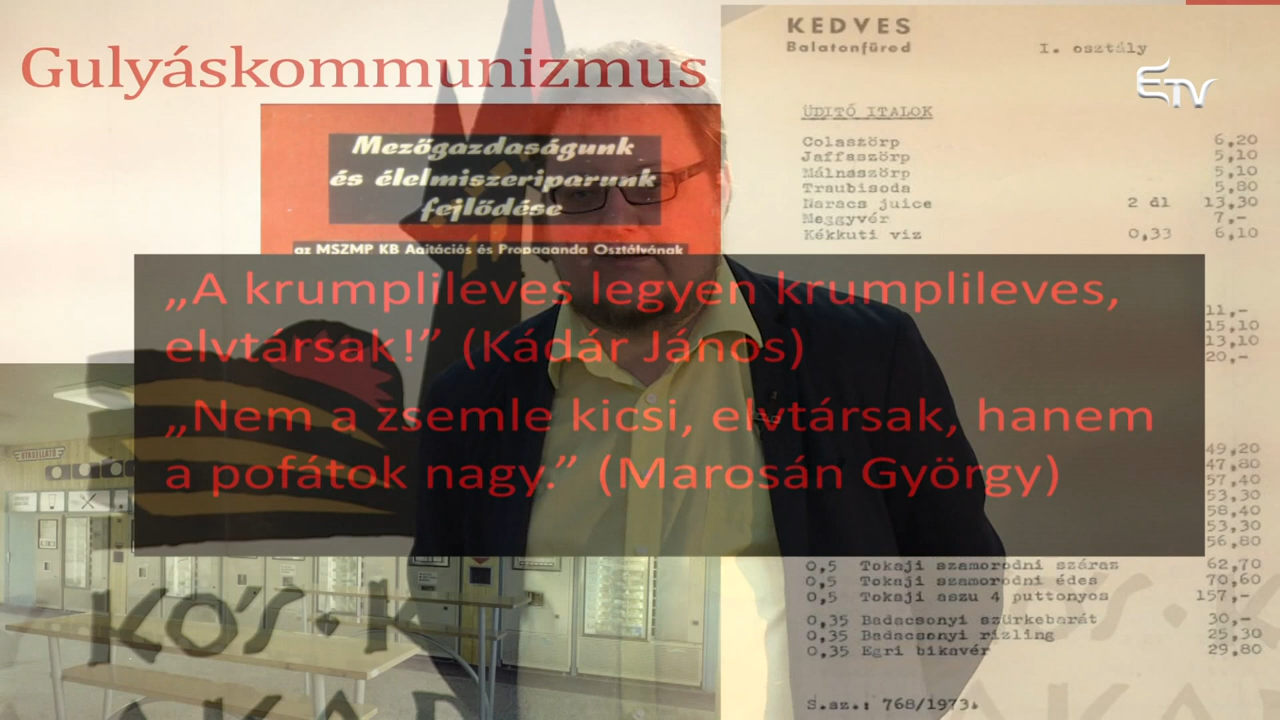 Gulyáskommunizmus
KEDVES
Balatonfüred
I. osztály
ETV
ÜDITŐ ITALOK
Colaszörp 6,20
Jaffaszörp 5,10
Málnaszörp 5,10
Traubisoda 5,80
Naracs juice 2 dl 13,30
Meggyvér 7,-
Kékkuti viz 0,33 6,10
Mezőgazdaságunk
és élelmiszeriparunk
fejlődése
az MSZMP KB Agitációs és Propaganda Osztályának
„A krumplileves legyen krumplileves,
elvtársak!” (Kádár János)
„Nem a zsemle kicsi, elvtársak, hanem
a pofátok nagy.” (Marosán György)
11,-
15,10
13,10
20,-
UTASELLÁTÓ
49,20
47,80
57,40
53,30
58,40
53,30
56,80
0,5 Tokaji szamorodni száraz 62,70
0,5 Tokaji szamorodni édes 70,60
0,5 Tokaji aszu 4 puttonyos 157,-
0,35 Badacsonyi szürkebarát 30,-
0,35 Badacsonyi rizling 25,30
0,35 Egri bikavér 29,80
S.sz.: 768/1973.
KÓS·K
AKAD